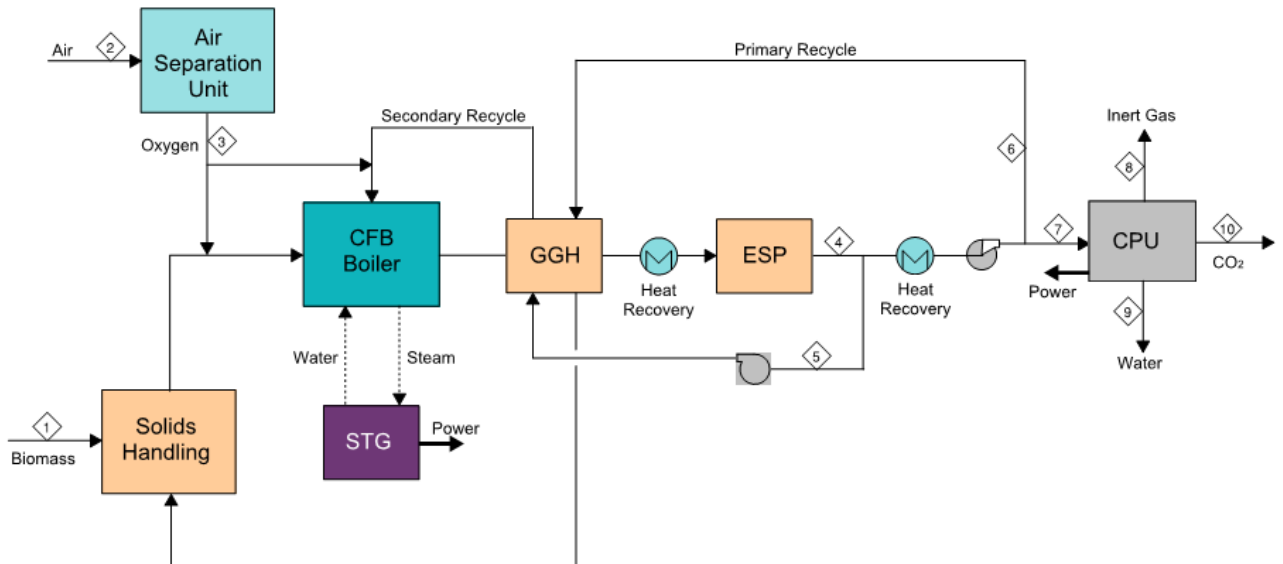 Air
2
Air
Separation
Unit
Primary Recycle
Secondary Recycle
Oxygen
3
Inert Gas
6
8
CFB
Boiler
GGH
ESP
4
7
CPU
10
CO₂
Heat
Recovery
Heat
Recovery
Power
9
Water
Steam
5
Water
1
Biomass
Solids
Handling
STG
Power